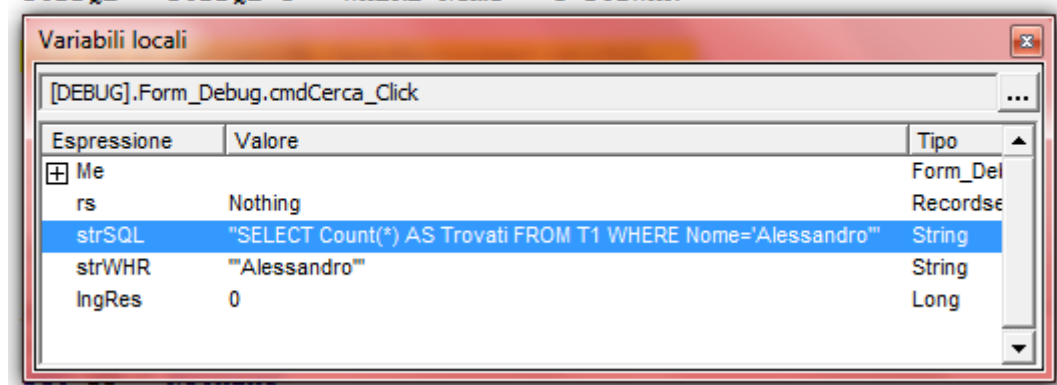 Variabili locali
[DEBUG].Form_Debug.cmdCerca_Click ...
Espressione Valore Tipo
Me Form_Del
rs Nothing Recordse
strSQL "SELECT Count(*) AS Trovati FROM T1 WHERE Nome='Alessandro'" String
strWHR "'Alessandro'" String
lngRes 0 Long